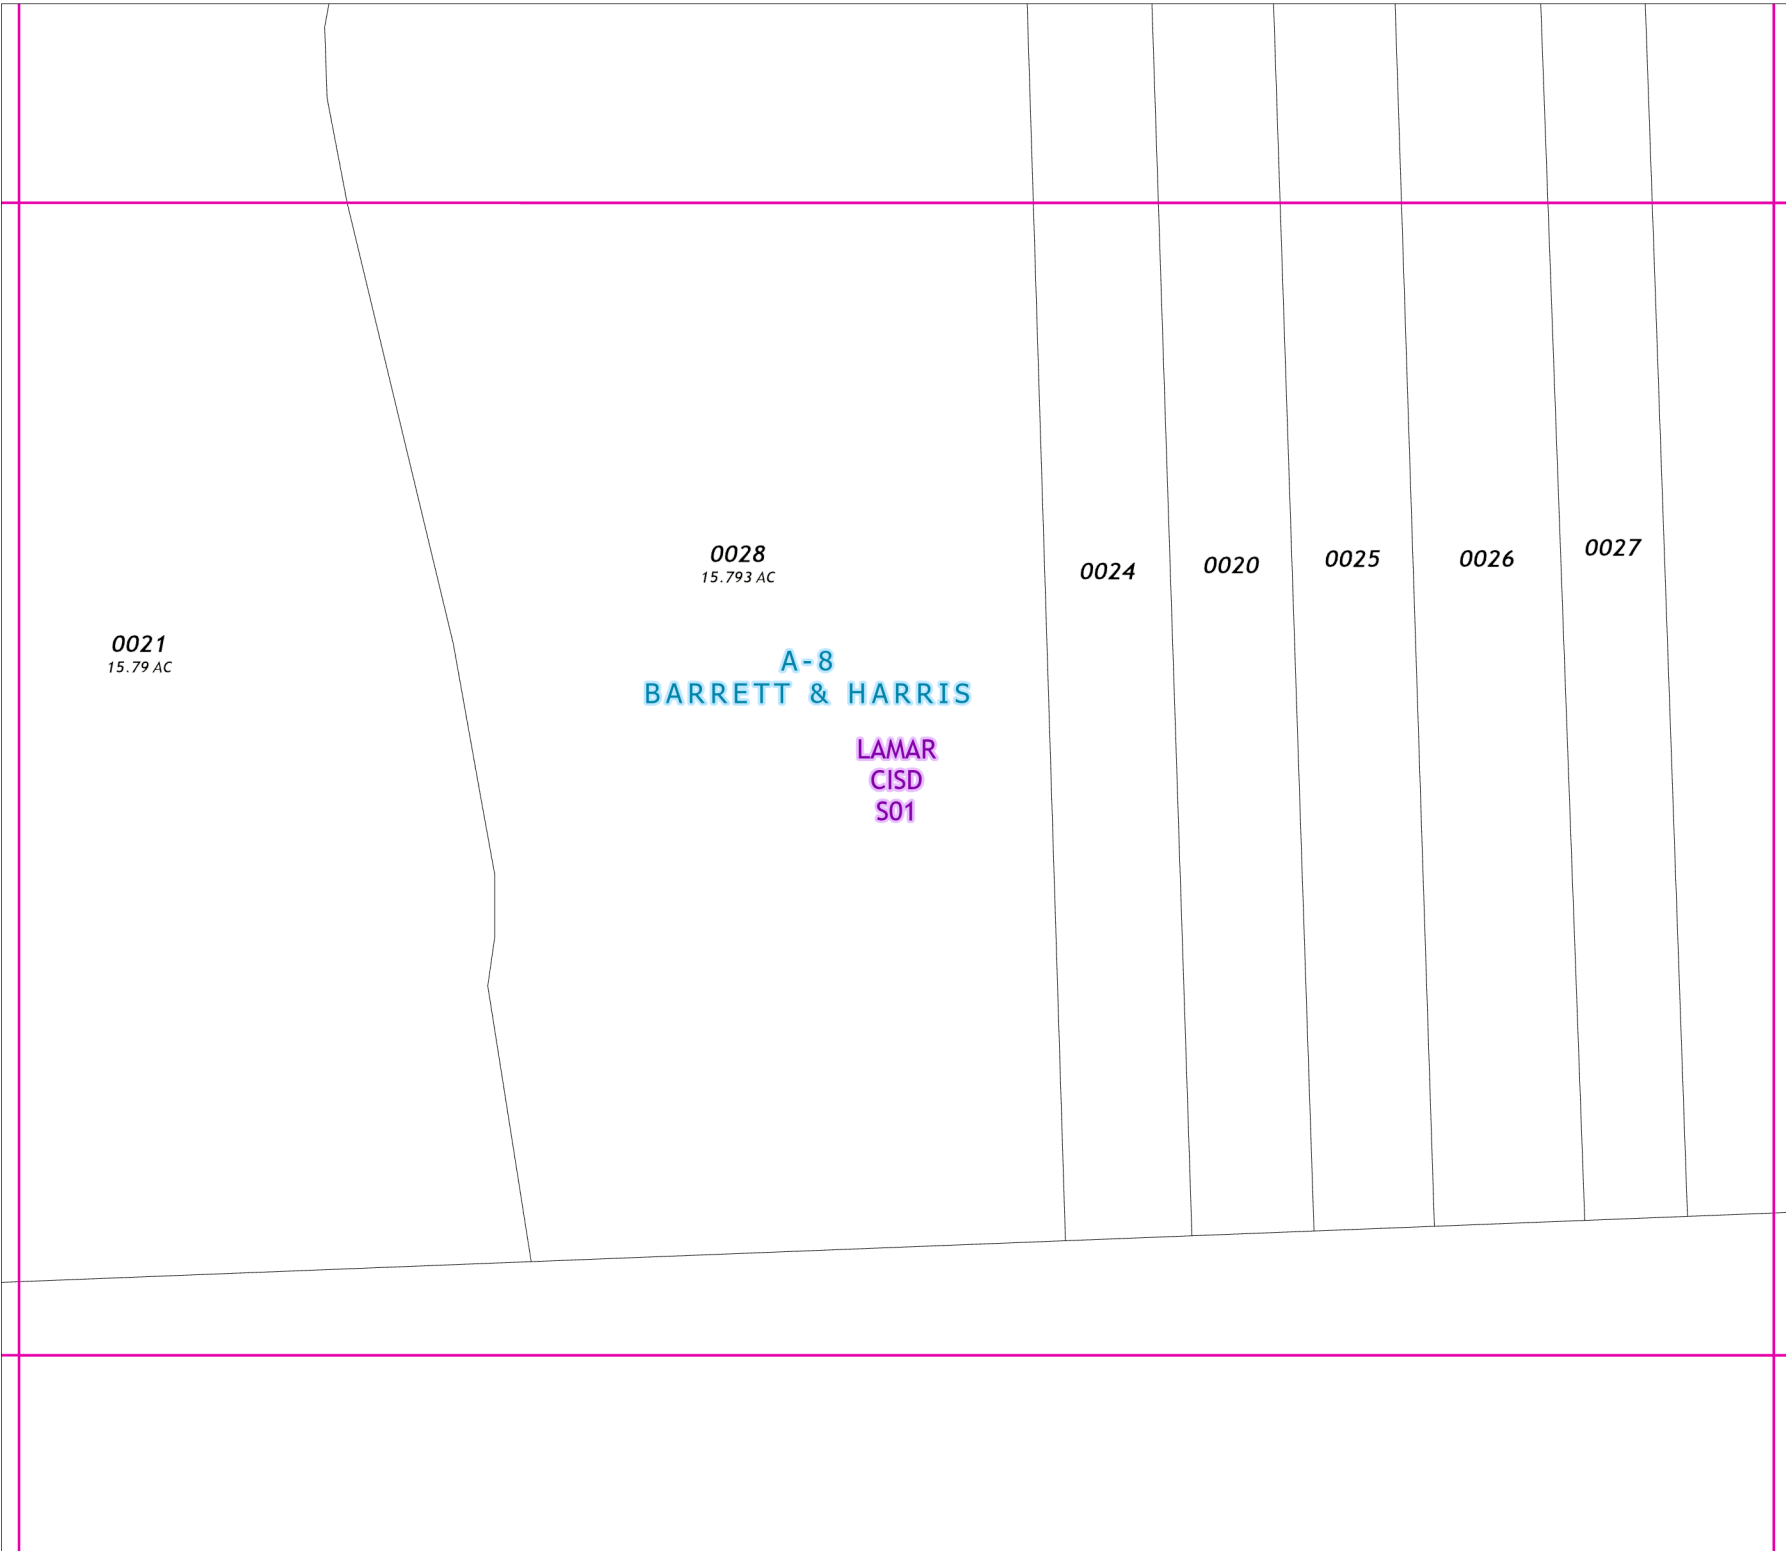 0028
15.793 AC
0024
0020
0025
0026
0027
0021
15.79 AC
A-8
BARRETT & HARRIS
LAMAR
CISD
S01